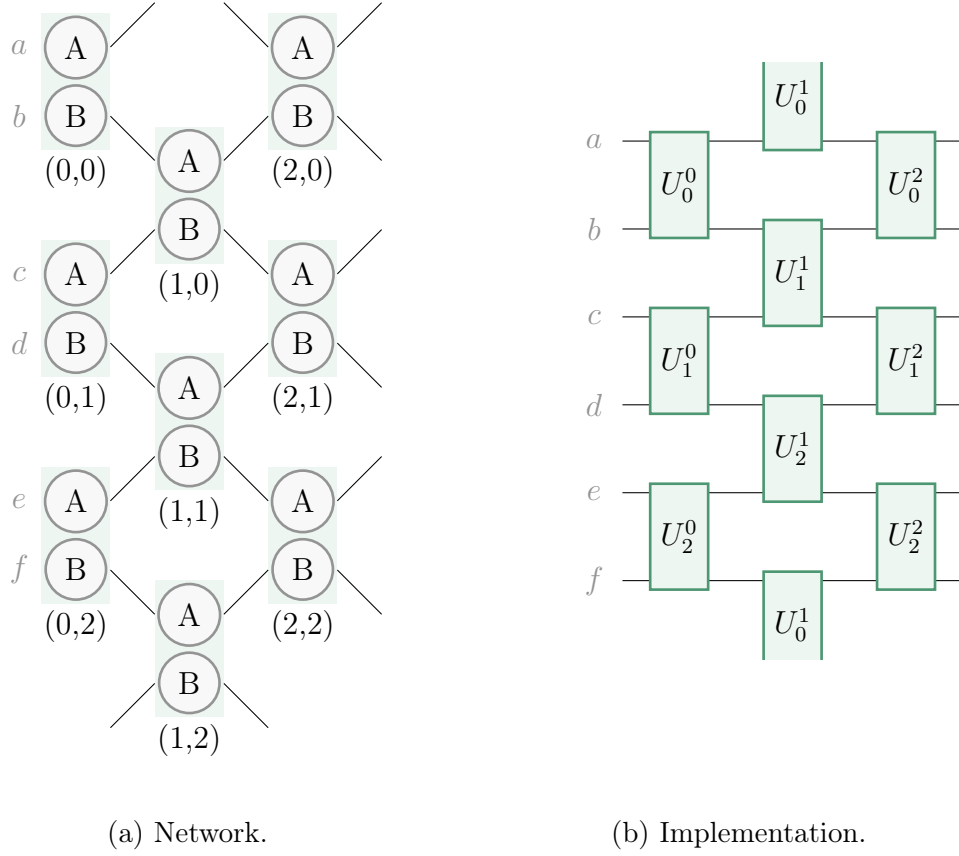 a A A
b B B
(0,0) A (2,0)
B
c A (1,0) A
d B B
(0,1) A (2,1)
B
e A (1,1) A
f B B
(0,2) A (2,2)
B
(1,2)
(a) Network.
U_0^1
a
U_0^0 U_0^2
b
U_1^1
c
U_1^0 U_1^2
d
U_2^1
e
U_2^0 U_2^2
f
U_0^1
(b) Implementation.